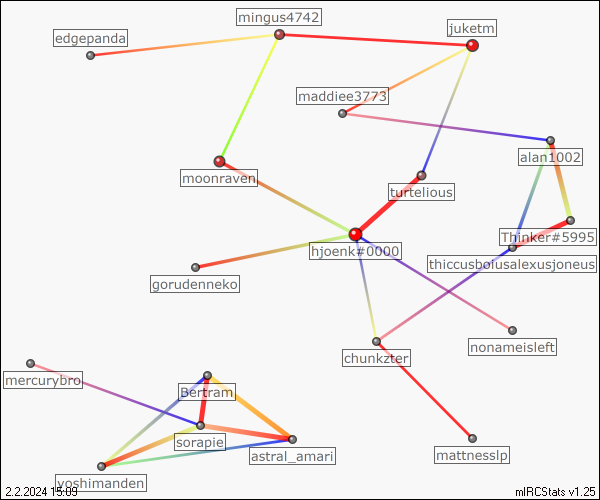 mingus4742
juketm
edgepanda
maddiee3773
alan1002
moonraven
turtelious
Thinker#5995
hjoenk#0000
thiccusboiusalexusjoneus
gorudenneko
nonameisleft
chunkzter
mercurybro
Bertram
sorapie
astral_amari
mattnesslp
yoshimanden
2.2.2024 15:09
mIRCStats v1.25